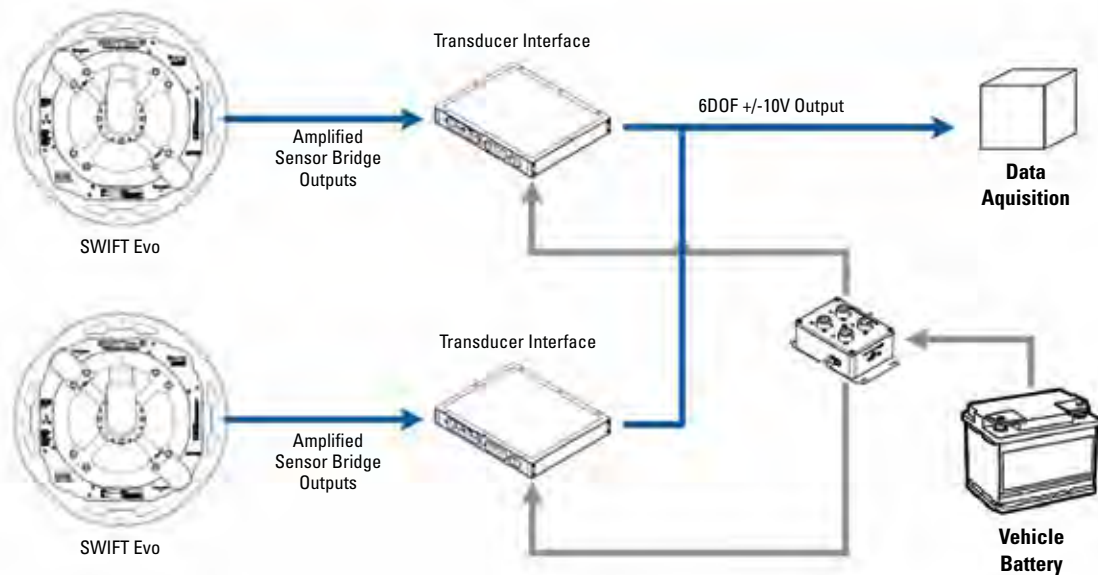 Transducer Interface
6DOF +/-10V Output
Amplified
Sensor Bridge
Outputs
Data
Aquisition
SWIFT Evo
Transducer Interface
Amplified
Sensor Bridge
Outputs
SWIFT Evo
Vehicle
Battery